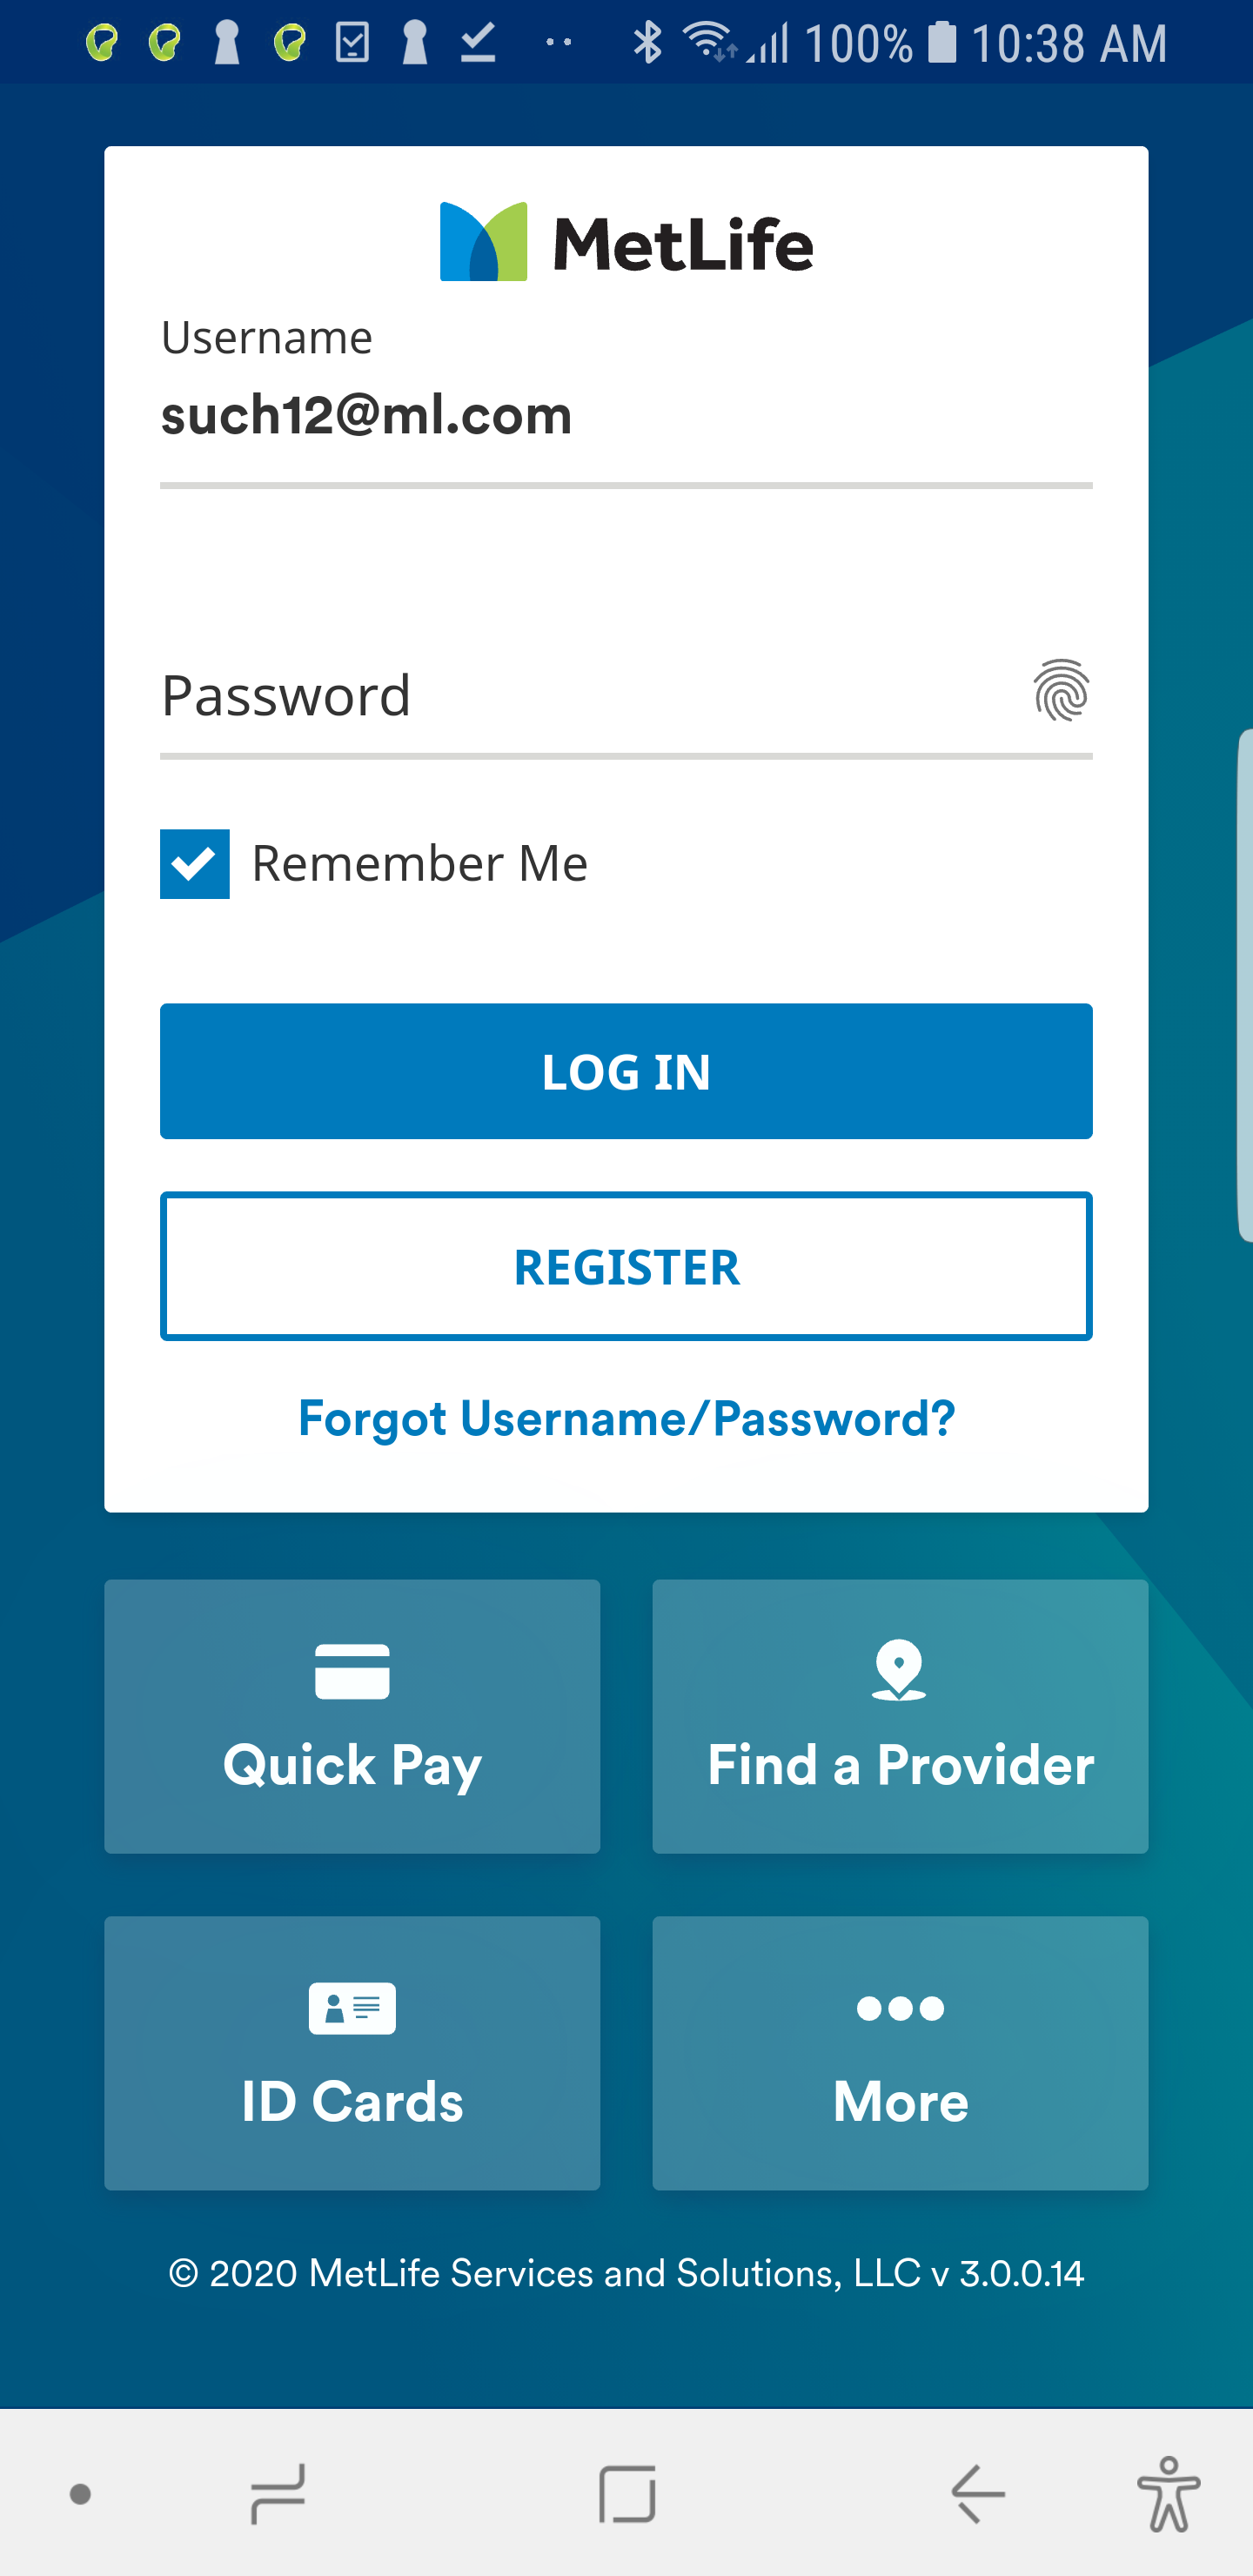 100% 10:38 AM
MetLife
Username
such12@ml.com
Password
Remember Me
LOG IN
REGISTER
Forgot Username/Password?
Quick Pay
Find a Provider
ID Cards
More
© 2020 MetLife Services and Solutions, LLC v 3.0.0.14